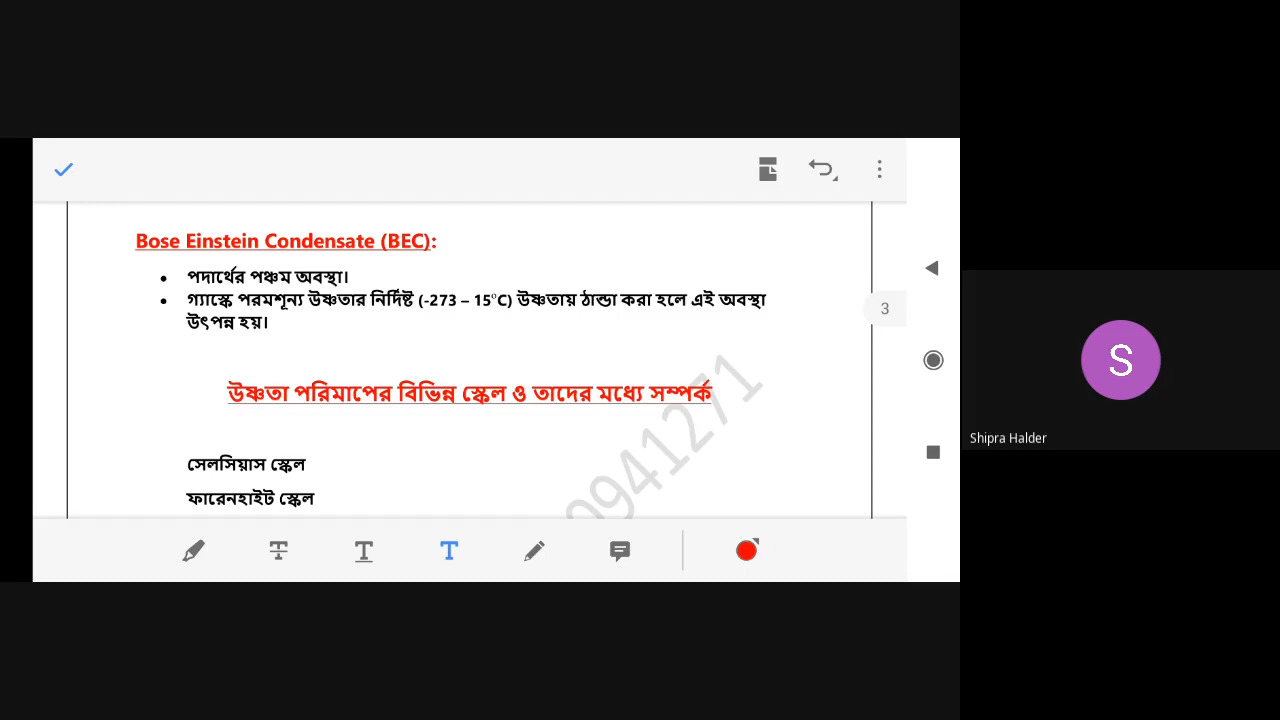 Bose Einstein Condensate (BEC):
• পদার্থের পঞ্চম অবস্থা।
• গ্যাস্কে পরমশূন্য উষ্ণতার নির্দিষ্ট (-273 – 15°C) উষ্ণতায় ঠান্ডা করা হলে এই অবস্থা
উৎপন্ন হয়।
3
উষ্ণতা পরিমাপের বিভিন্ন স্কেল ও তাদের মধ্যে সম্পর্ক
0941271
সেলসিয়াস স্কেল
ফারেনহাইট স্কেল
S
Shipra Halder